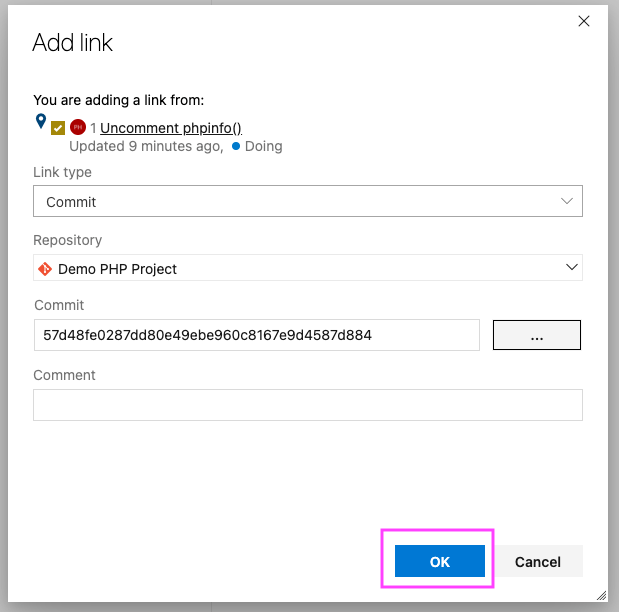 Add link
You are adding a link from:
PH 1 Uncomment phpinfo()
Updated 9 minutes ago, Doing
Link type
Commit
Repository
Demo PHP Project
Commit
57d48fe0287dd80e49ebe960c8167e9d4587d884
...
Comment
OK Cancel